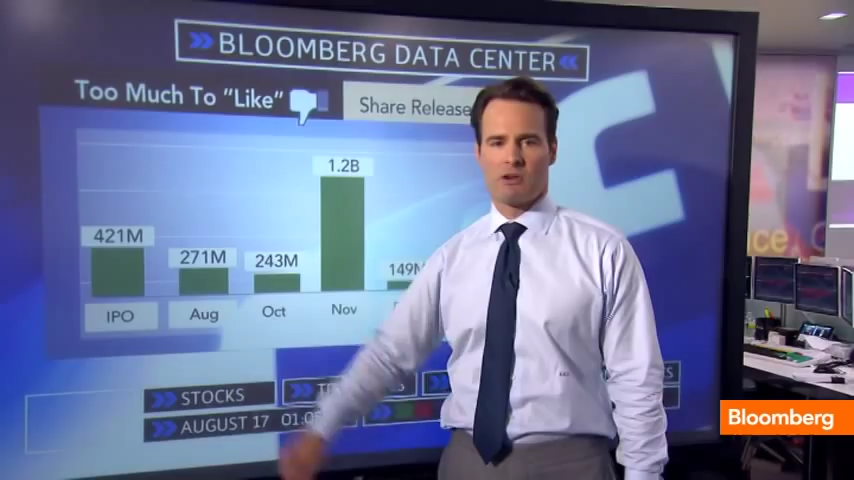 BLOOMBERG DATA CENTER
Too Much To "Like"
Share Release
1.2B
421M
271M
243M
149M
IPO
Aug
Oct
Nov
STOCKS
AUGUST 17
Bloomberg